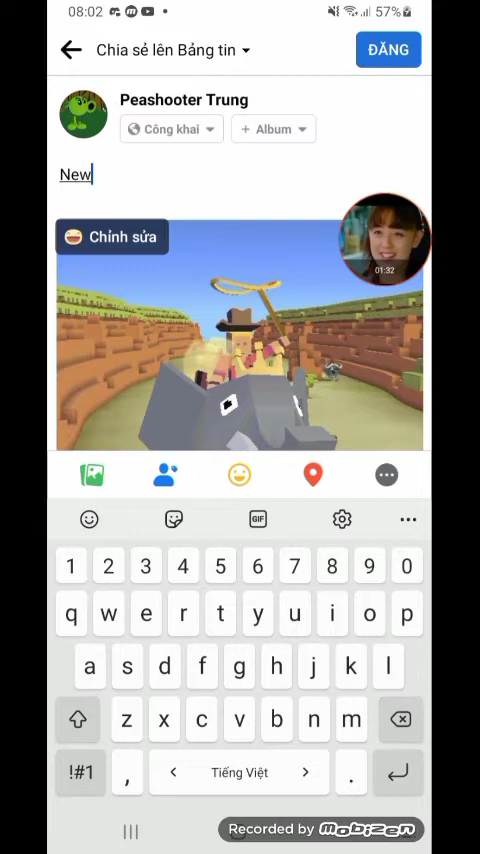 08:02
57%
Chia sẻ lên Bảng tin
ĐĂNG
Peashooter Trung
Công khai
+ Album
New
Chỉnh sửa
01:32
GIF
1 2 3 4 5 6 7 8 9 0
q w e r t y u i o p
a s d f g h j k l
z x c v b n m
!#1 , < Tiếng Việt > .
Recorded by MOBIZEN